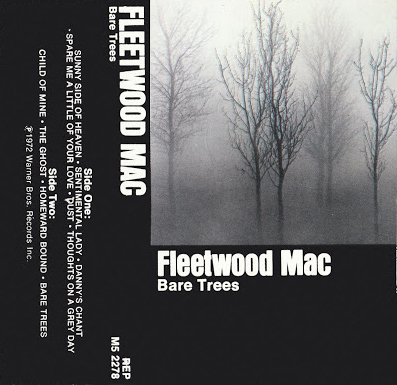 FLEETWOOD MAC
Bare Trees
REP
M5 2278
Side One:
SUNNY SIDE OF HEAVEN • SENTIMENTAL LADY • DANNY'S CHANT
• SPARE ME A LITTLE OF YOUR LOVE • DUST • THOUGHTS ON A GREY DAY
Side Two:
CHILD OF MINE • THE GHOST • HOMEWARD BOUND • BARE TREES
℗1972 Warner Bros. Records Inc.
Fleetwood Mac
Bare Trees